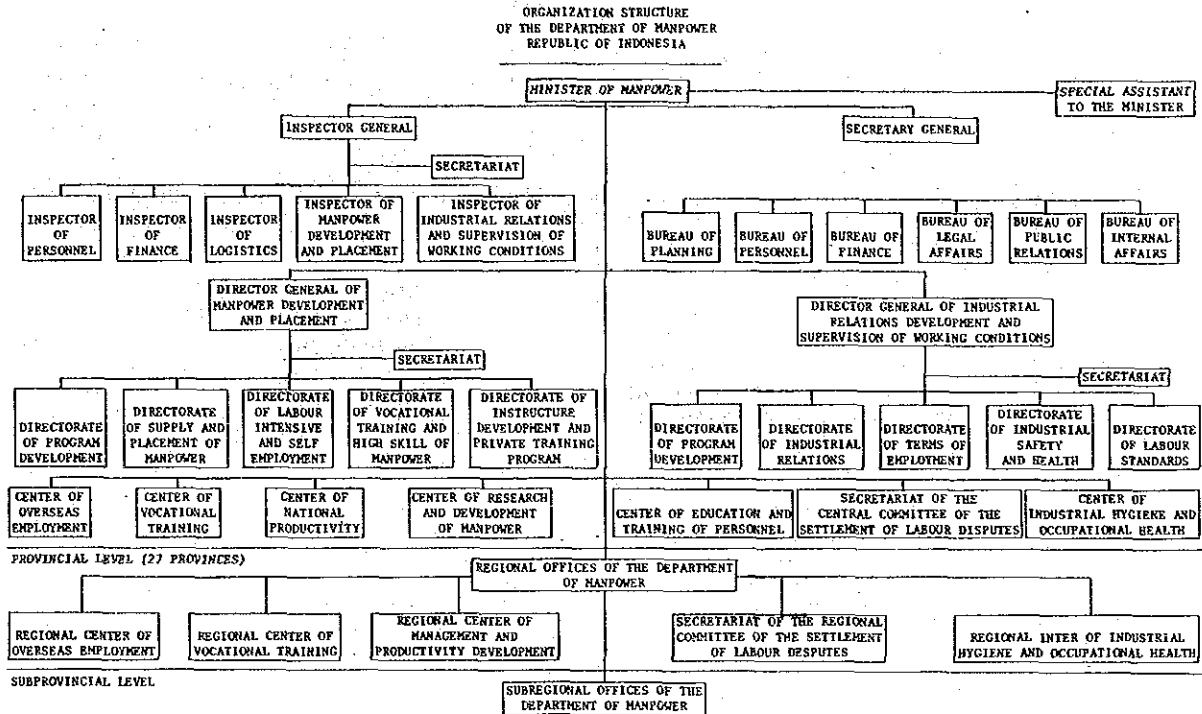 ORGANIZATION STRUCTURE
OF THE DEPARTMENT OF MANPOWER
REPUBLIC OF INDONESIA
MINISTER OF MANPOWER
SPECIAL ASSISTANT
TO THE MINISTER
INSPECTOR GENERAL
SECRETARY GENERAL
SECRETARIAT
INSPECTOR
OF
PERSONNEL
INSPECTOR
OF
FINANCE
INSPECTOR
OF
LOGISTICS
INSPECTOR OF
MANPOWER
DEVELOPMENT
AND PLACEMENT
INSPECTOR OF
INDUSTRIAL RELATIONS
AND SUPERVISION OF
WORKING CONDITIONS
BUREAU OF
PLANNING
BUREAU OF
PERSONNEL
BUREAU OF
FINANCE
BUREAU OF
LEGAL
AFFAIRS
BUREAU OF
PUBLIC
RELATIONS
BUREAU OF
INTERNAL
AFFAIRS
DIRECTOR GENERAL OF
MANPOWER DEVELOPMENT
AND PLACEMENT
DIRECTOR GENERAL OF INDUSTRIAL
RELATIONS DEVELOPMENT AND
SUPERVISION OF WORKING CONDITIONS
SECRETARIAT
SECRETARIAT
DIRECTORATE
OF PROGRAM
DEVELOPMENT
DIRECTORATE
OF SUPPLY AND
PLACEMENT OF
MANPOWER
DIRECTORATE
OF LABOUR
INTENSIVE
AND SELF
EMPLOYMENT
DIRECTORATE
OF VOCATIONAL
TRAINING AND
HIGH SKILL OF
MANPOWER
DIRECTORATE OF
INSTRUCTURE
DEVELOPMENT AND
PRIVATE TRAINING
PROGRAM
DIRECTORATE
OF PROGRAM
DEVELOPMENT
DIRECTORATE
OF INDUSTRIAL
RELATIONS
DIRECTORATE
OF TERMS OF
EMPLOYMENT
DIRECTORATE
OF INDUSTRIAL
SAFETY
AND HEALTH
DIRECTORATE
OF LABOUR
STANDARDS
CENTER OF
OVERSEAS
EMPLOYMENT
CENTER OF
VOCATIONAL
TRAINING
CENTER OF
NATIONAL
PRODUCTIVITY
CENTER OF RESEARCH
AND DEVELOPMENT
OF MANPOWER
CENTER OF EDUCATION AND
TRAINING OF PERSONNEL
SECRETARIAT OF THE
CENTRAL COMMITTEE OF THE
SETTLEMENT OF LABOUR DISPUTES
CENTER OF
INDUSTRIAL HYGIENE AND
OCCUPATIONAL HEALTH
PROVINCIAL LEVEL (27 PROVINCES)
REGIONAL OFFICES OF THE DEPARTMENT
OF MANPOWER
REGIONAL CENTER OF
OVERSEAS EMPLOYMENT
REGIONAL CENTER OF
VOCATIONAL TRAINING
REGIONAL CENTER OF
MANAGEMENT AND
PRODUCTIVITY DEVELOPMENT
SECRETARIAT OF THE REGIONAL
COMMITTEE OF THE SETTLEMENT
OF LABOUR DESPUTES
REGIONAL INTER OF INDUSTRIAL
HYGIENE AND OCCUPATIONAL HEALTH
SUBPROVINCIAL LEVEL
SUBREGIONAL OFFICES OF THE
DEPARTMENT OF MANPOWER